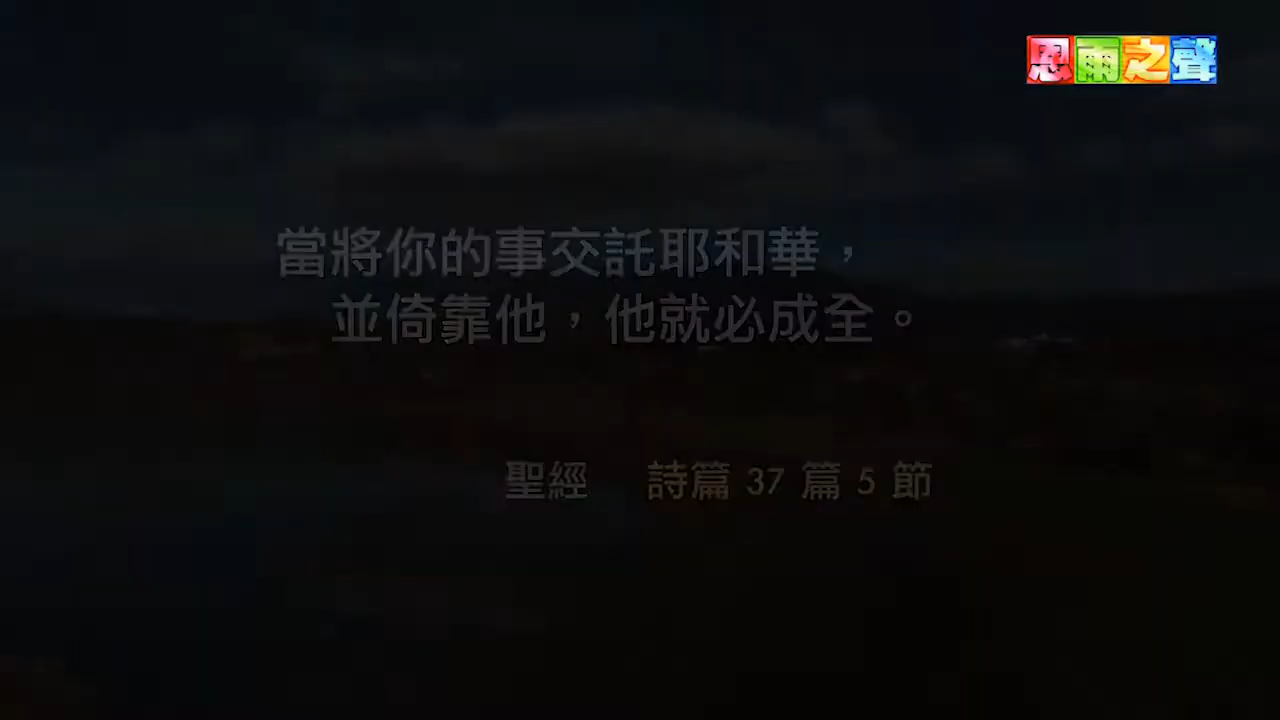 恩雨之聲
當將你的事交託耶和華，
並倚靠他，他就必成全。
聖經 詩篇 37 篇 5 節